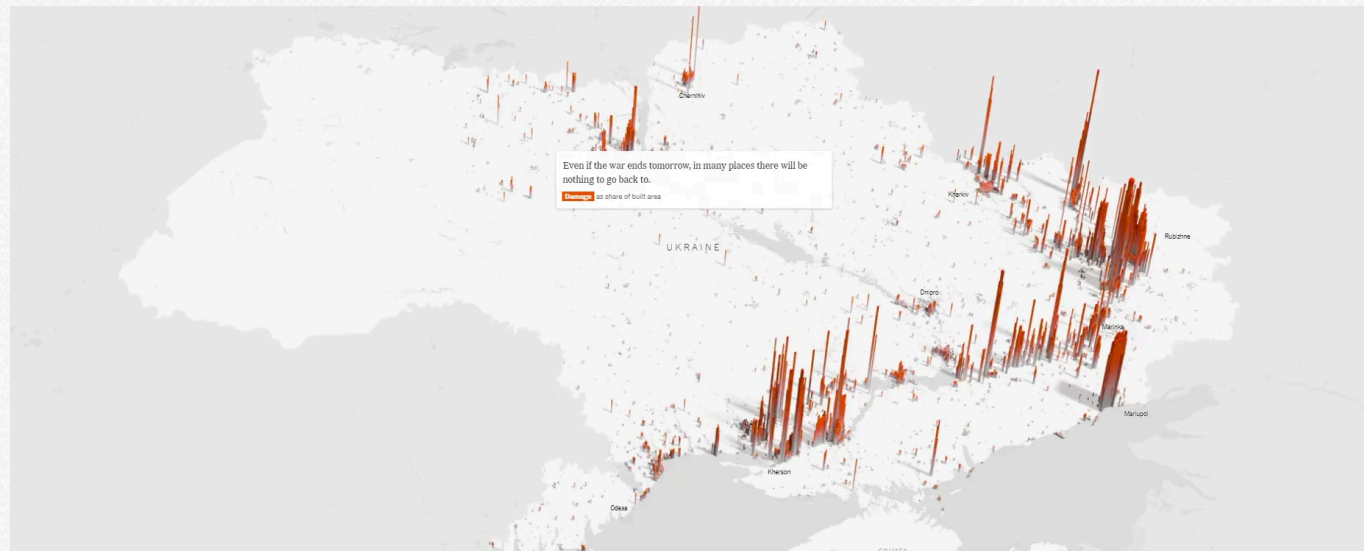 Chernihiv
Even if the war ends tomorrow, in many places there will be
nothing to go back to.
Damage as share of built area
Kharkiv
Rubizhne
UKRAINE
Dnipro
Marinka
Mariupol
Kherson
Odesa